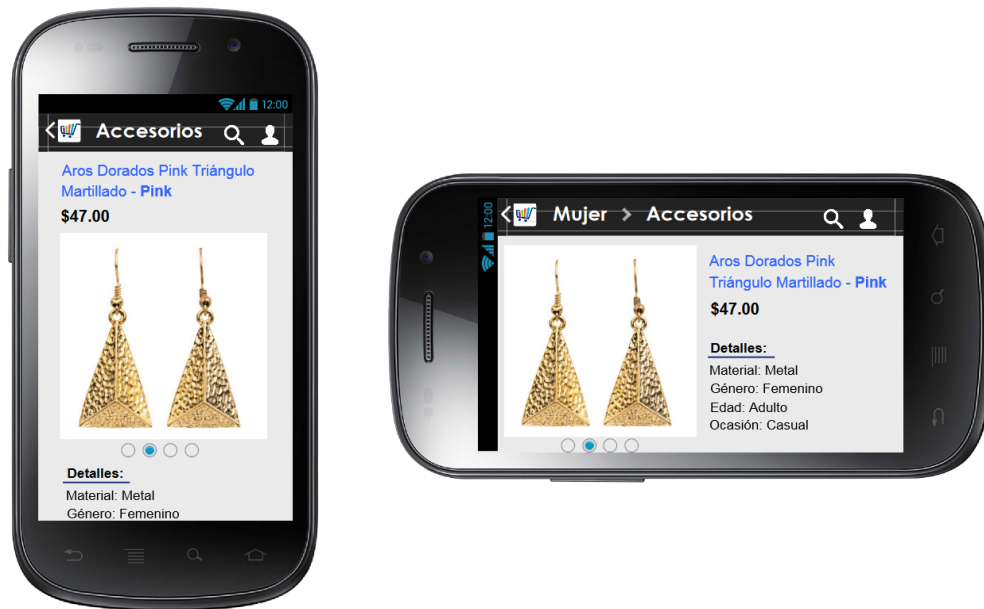 12:00
Accesorios
Aros Dorados Pink Triángulo
Martillado - Pink
$47.00
Detalles:
Material: Metal
Género: Femenino
12:00
Mujer > Accesorios
Aros Dorados Pink
Triángulo Martillado - Pink
$47.00
Detalles:
Material: Metal
Género: Femenino
Edad: Adulto
Ocasión: Casual